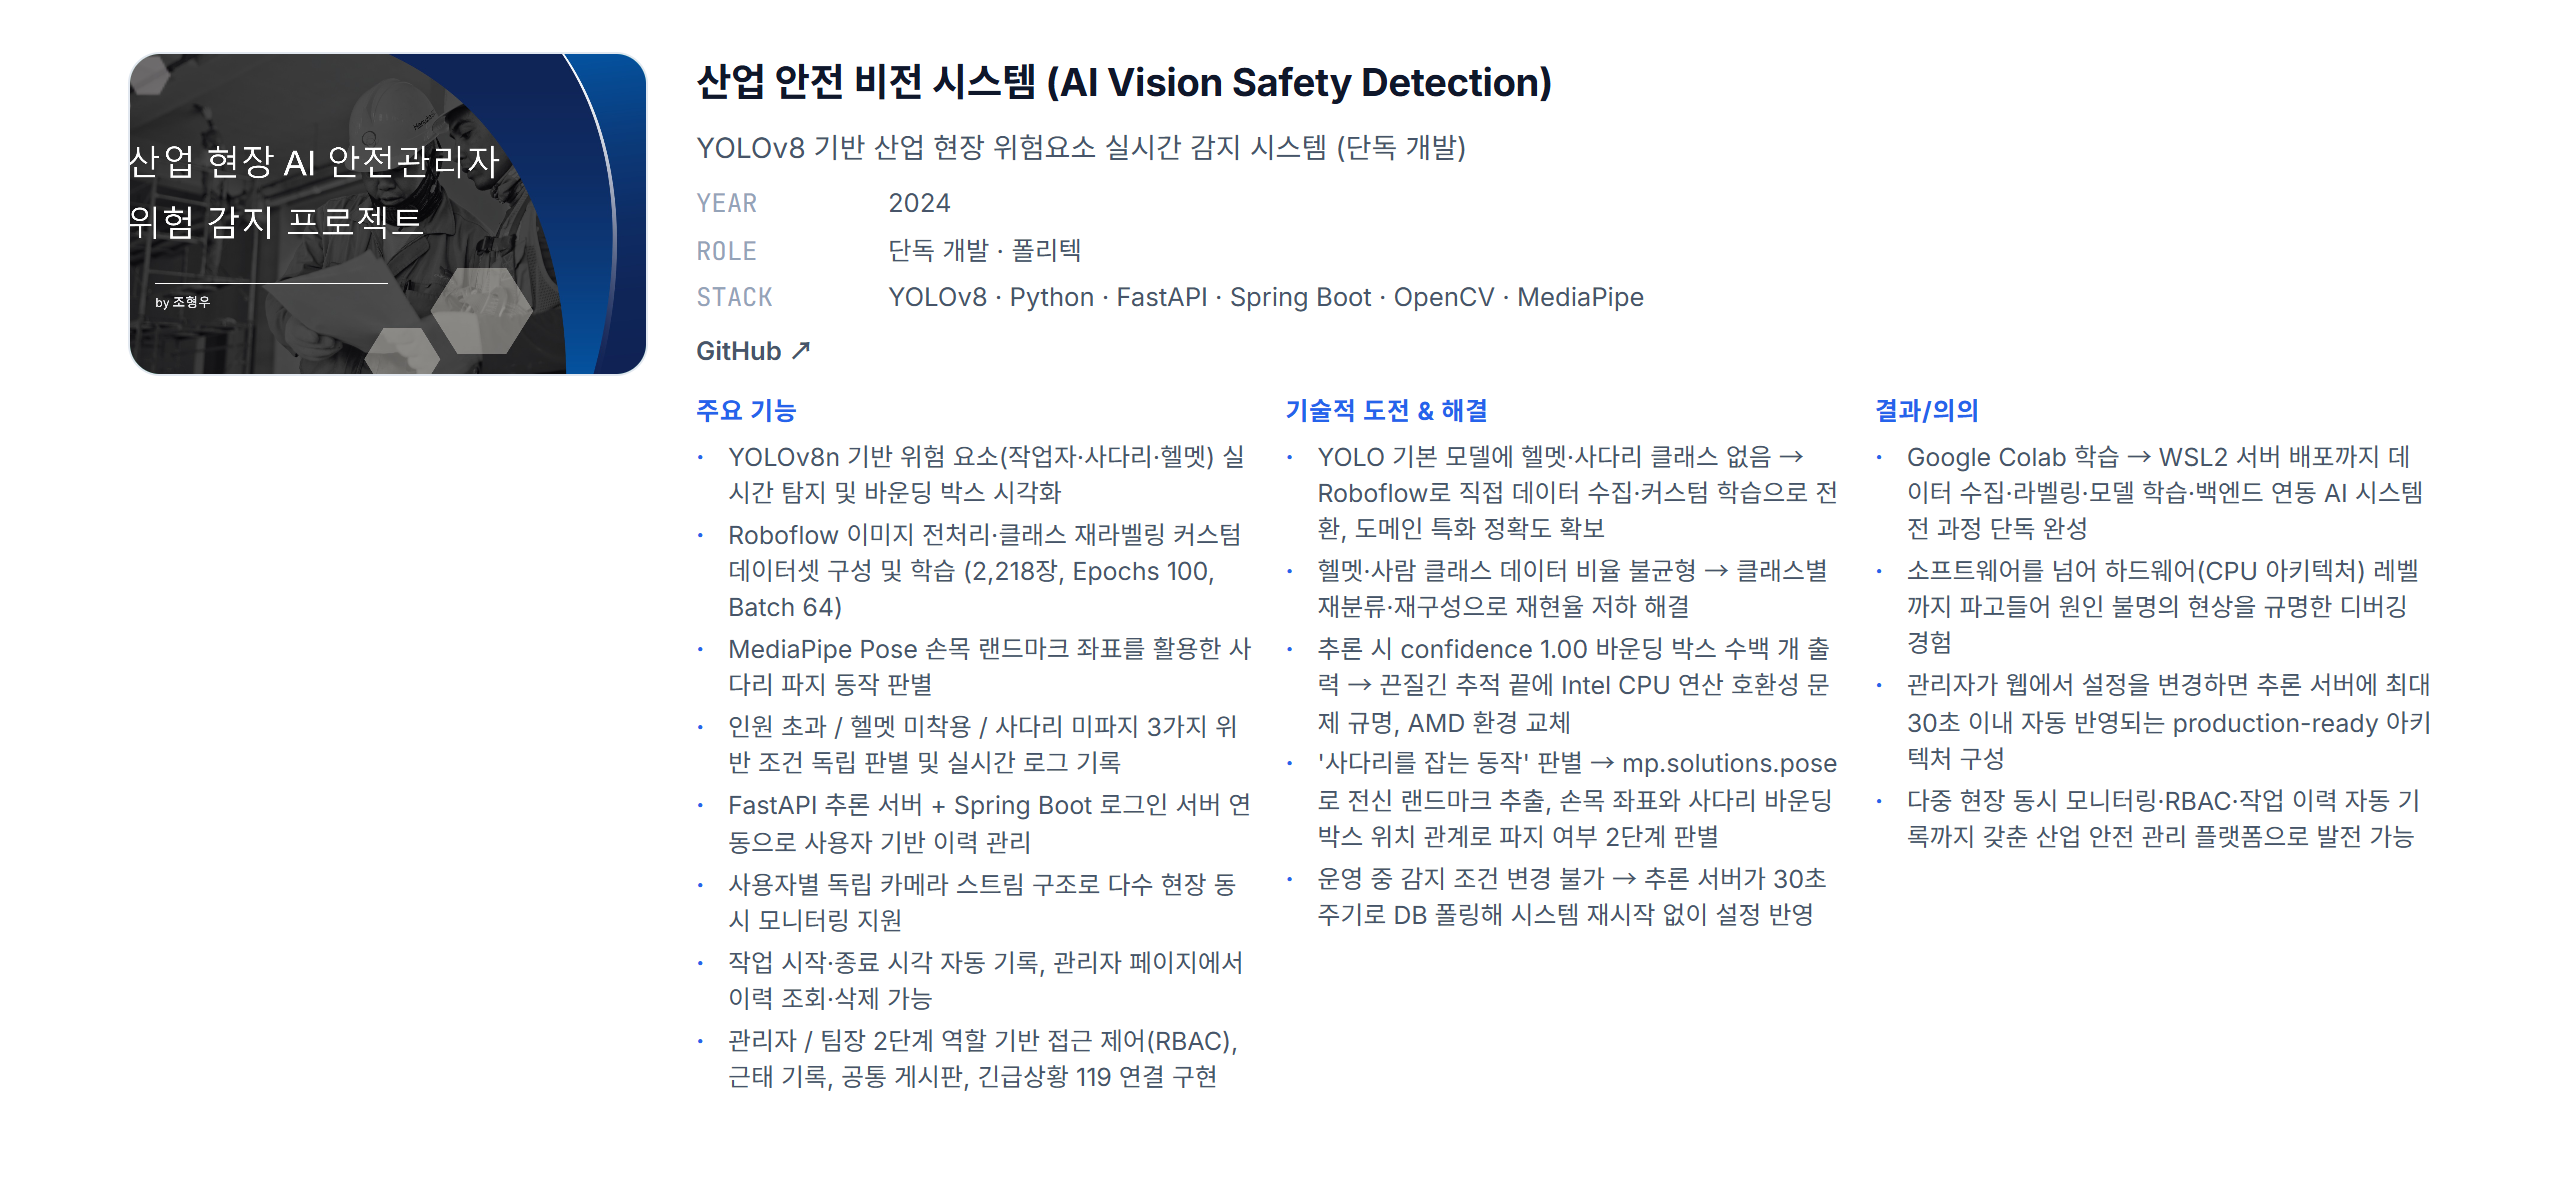 산업 현장 AI 안전관리자
위험 감지 프로젝트
by 조형우
산업 안전 비전 시스템 (AI Vision Safety Detection)
YOLOv8 기반 산업 현장 위험요소 실시간 감지 시스템 (단독 개발)
YEAR 2024
ROLE 단독 개발 · 폴리텍
STACK YOLOv8 · Python · FastAPI · Spring Boot · OpenCV · MediaPipe
GitHub ↗
주요 기능
• YOLOv8n 기반 위험 요소(작업자·사다리·헬멧) 실
시간 탐지 및 바운딩 박스 시각화
• Roboflow 이미지 전처리·클래스 재라벨링 커스텀
데이터셋 구성 및 학습 (2,218장, Epochs 100,
Batch 64)
• MediaPipe Pose 손목 랜드마크 좌표를 활용한 사
다리 파지 동작 판별
• 인원 초과 / 헬멧 미착용 / 사다리 미파지 3가지 위
반 조건 독립 판별 및 실시간 로그 기록
• FastAPI 추론 서버 + Spring Boot 로그인 서버 연
동으로 사용자 기반 이력 관리
• 사용자별 독립 카메라 스트림 구조로 다수 현장 동
시 모니터링 지원
• 작업 시작·종료 시각 자동 기록, 관리자 페이지에서
이력 조회·삭제 가능
• 관리자 / 팀장 2단계 역할 기반 접근 제어(RBAC),
근태 기록, 공통 게시판, 긴급상황 119 연결 구현
기술적 도전 & 해결
• YOLO 기본 모델에 헬멧·사다리 클래스 없음 →
Roboflow로 직접 데이터 수집·커스텀 학습으로 전
환, 도메인 특화 정확도 확보
• 헬멧·사람 클래스 데이터 비율 불균형 → 클래스별
재분류·재구성으로 재현율 저하 해결
• 추론 시 confidence 1.00 바운딩 박스 수백 개 출
력 → 끈질긴 추적 끝에 Intel CPU 연산 호환성 문
제 규명, AMD 환경 교체
• '사다리를 잡는 동작' 판별 → mp.solutions.pose
로 전신 랜드마크 추출, 손목 좌표와 사다리 바운딩
박스 위치 관계로 파지 여부 2단계 판별
• 운영 중 감지 조건 변경 불가 → 추론 서버가 30초
주기로 DB 폴링해 시스템 재시작 없이 설정 반영
결과/의의
• Google Colab 학습 → WSL2 서버 배포까지 데
이터 수집·라벨링·모델 학습·백엔드 연동 AI 시스템
전 과정 단독 완성
• 소프트웨어를 넘어 하드웨어(CPU 아키텍처) 레벨
까지 파고들어 원인 불명의 현상을 규명한 디버깅
경험
• 관리자가 웹에서 설정을 변경하면 추론 서버에 최대
30초 이내 자동 반영되는 production-ready 아키
텍처 구성
• 다중 현장 동시 모니터링·RBAC·작업 이력 자동 기
록까지 갖춘 산업 안전 관리 플랫폼으로 발전 가능